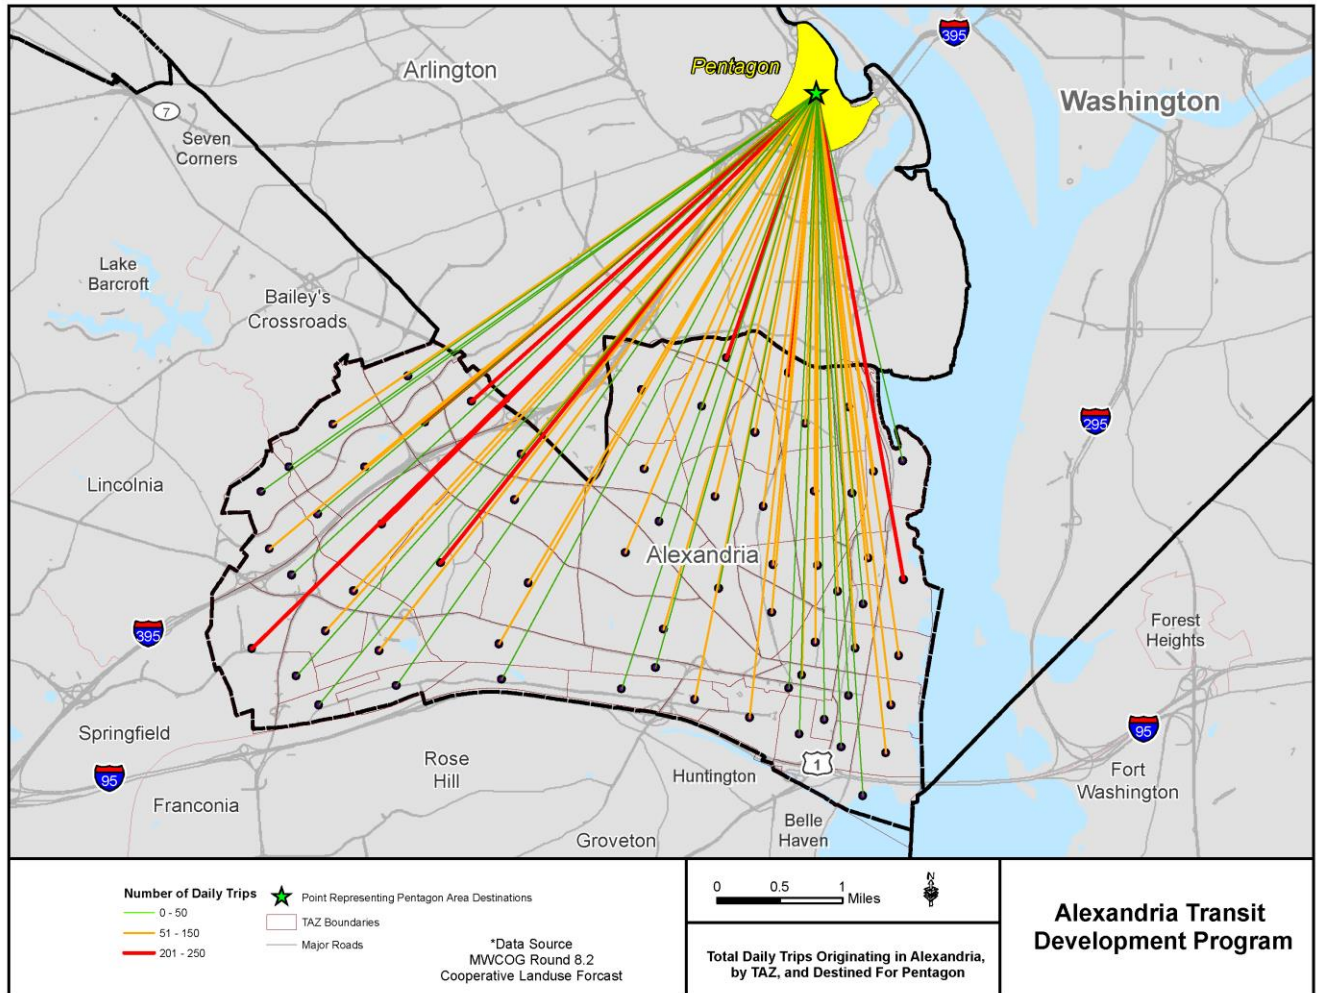 395
Pentagon
Arlington
Washington
7
Seven
Corners
Lake
Barcroft
Bailey's
Crossroads
295
Lincolnia
Alexandria
395
Forest
Heights
Springfield
95
Rose
Hill
Huntington
1
95
Fort
Washington
Franconia
Belle
Haven
Groveton
Number of Daily Trips
0 - 50
51 - 150
201 - 250
Point Representing Pentagon Area Destinations
TAZ Boundaries
Major Roads
*Data Source
MWCOG Round 8.2
Cooperative Landuse Forcast
0 0.5 1
Miles
N
Total Daily Trips Originating in Alexandria,
by TAZ, and Destined For Pentagon
Alexandria Transit
Development Program